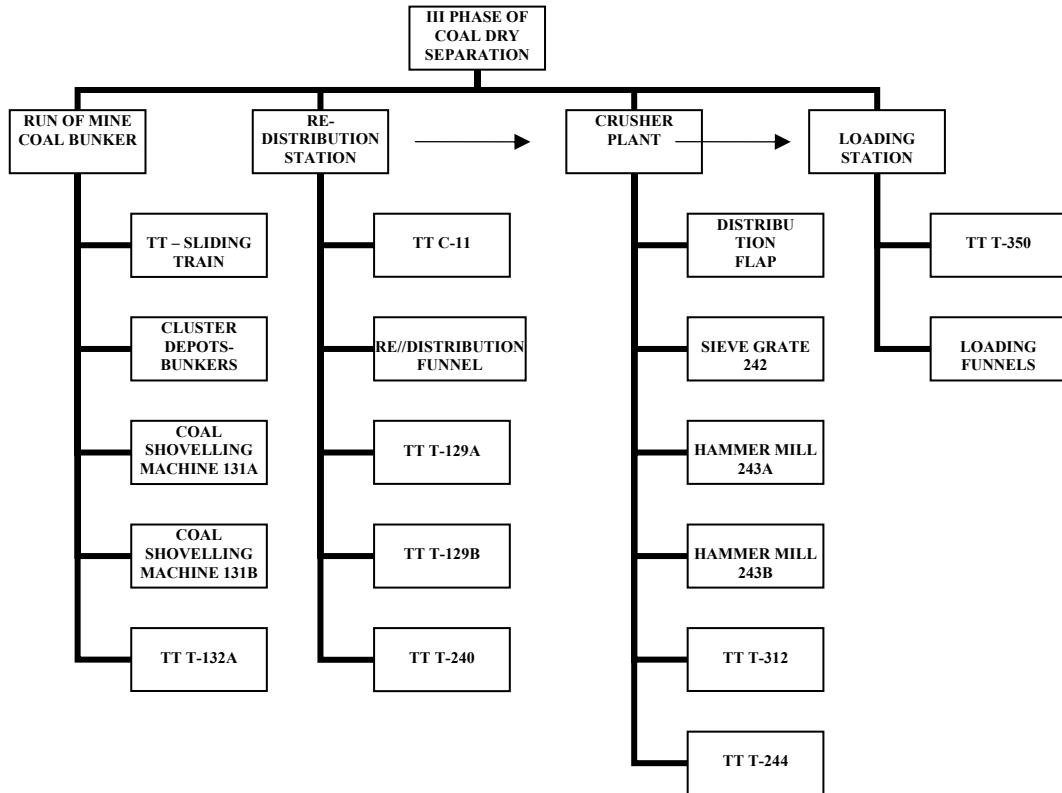 III PHASE OF
COAL DRY
SEPARATION
RUN OF MINE
COAL BUNKER
RE-
DISTRIBUTION
STATION
CRUSHER
PLANT
LOADING
STATION
TT – SLIDING
TRAIN
TT C-11
DISTRIBU
TION
FLAP
TT T-350
CLUSTER
DEPOTS-
BUNKERS
RE//DISTRIBUTION
FUNNEL
SIEVE GRATE
242
LOADING
FUNNELS
COAL
SHOVELLING
MACHINE 131A
TT T-129A
HAMMER MILL
243A
COAL
SHOVELLING
MACHINE 131B
TT T-129B
HAMMER MILL
243B
TT T-132A
TT T-240
TT T-312
TT T-244